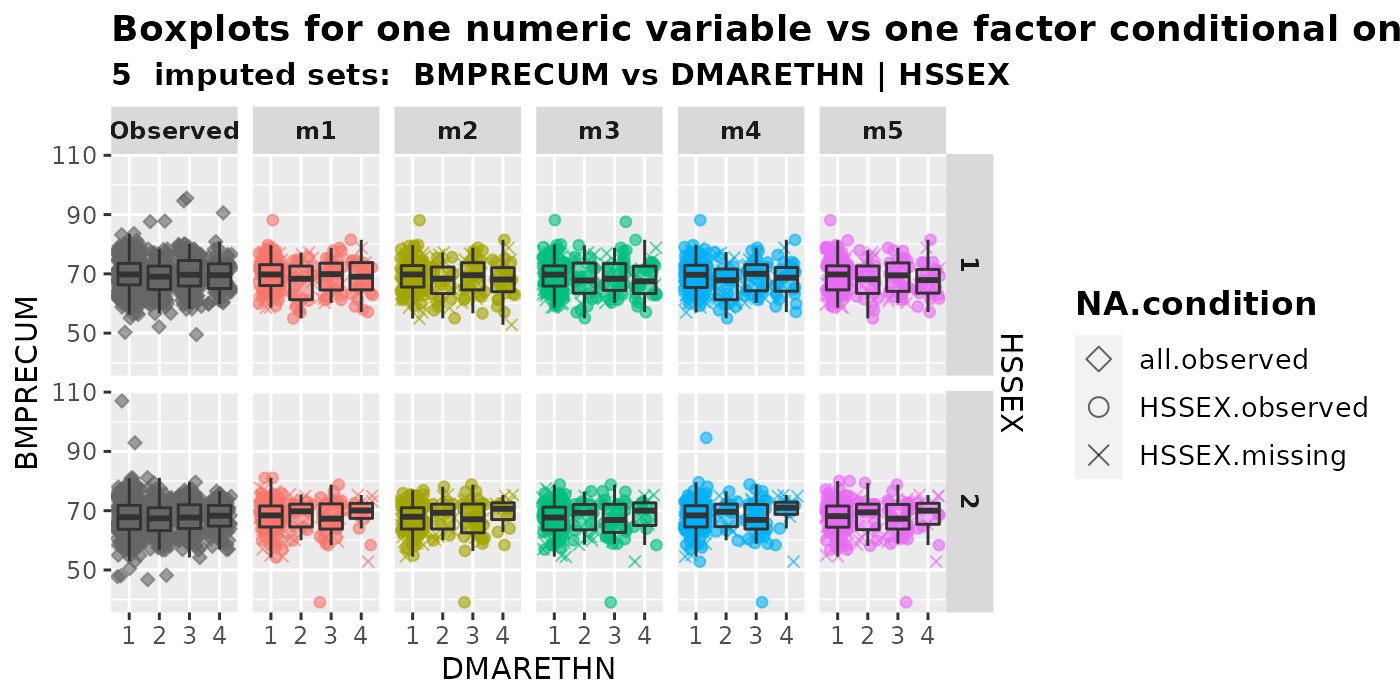 Boxplots for one numeric variable vs one factor conditional on
5 imputed sets: BMPRECUM vs DMARETHN | HSSEX
Observed m1 m2 m3 m4 m5
110
90
70
50
1
110
90
70
50
2
BMPRECUM
HSSEX
1 2 3 4 1 2 3 4 1 2 3 4 1 2 3 4 1 2 3 4 1 2 3 4
DMARETHN
NA.condition
all.observed
HSSEX.observed
HSSEX.missing